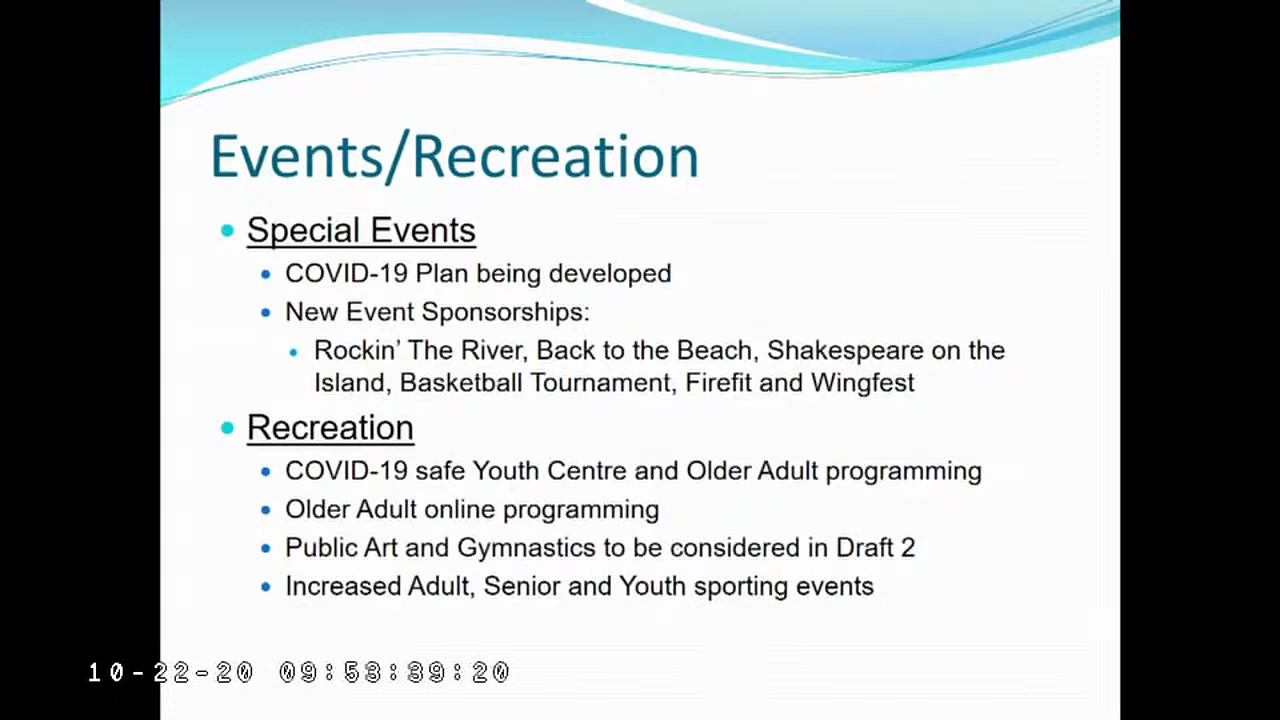 Events/Recreation
Special Events
COVID-19 Plan being developed
New Event Sponsorships:
Rockin’ The River, Back to the Beach, Shakespeare on the
Island, Basketball Tournament, Firefit and Wingfest
Recreation
COVID-19 safe Youth Centre and Older Adult programming
Older Adult online programming
Public Art and Gymnastics to be considered in Draft 2
Increased Adult, Senior and Youth sporting events
10-22-20 09:53:39:20